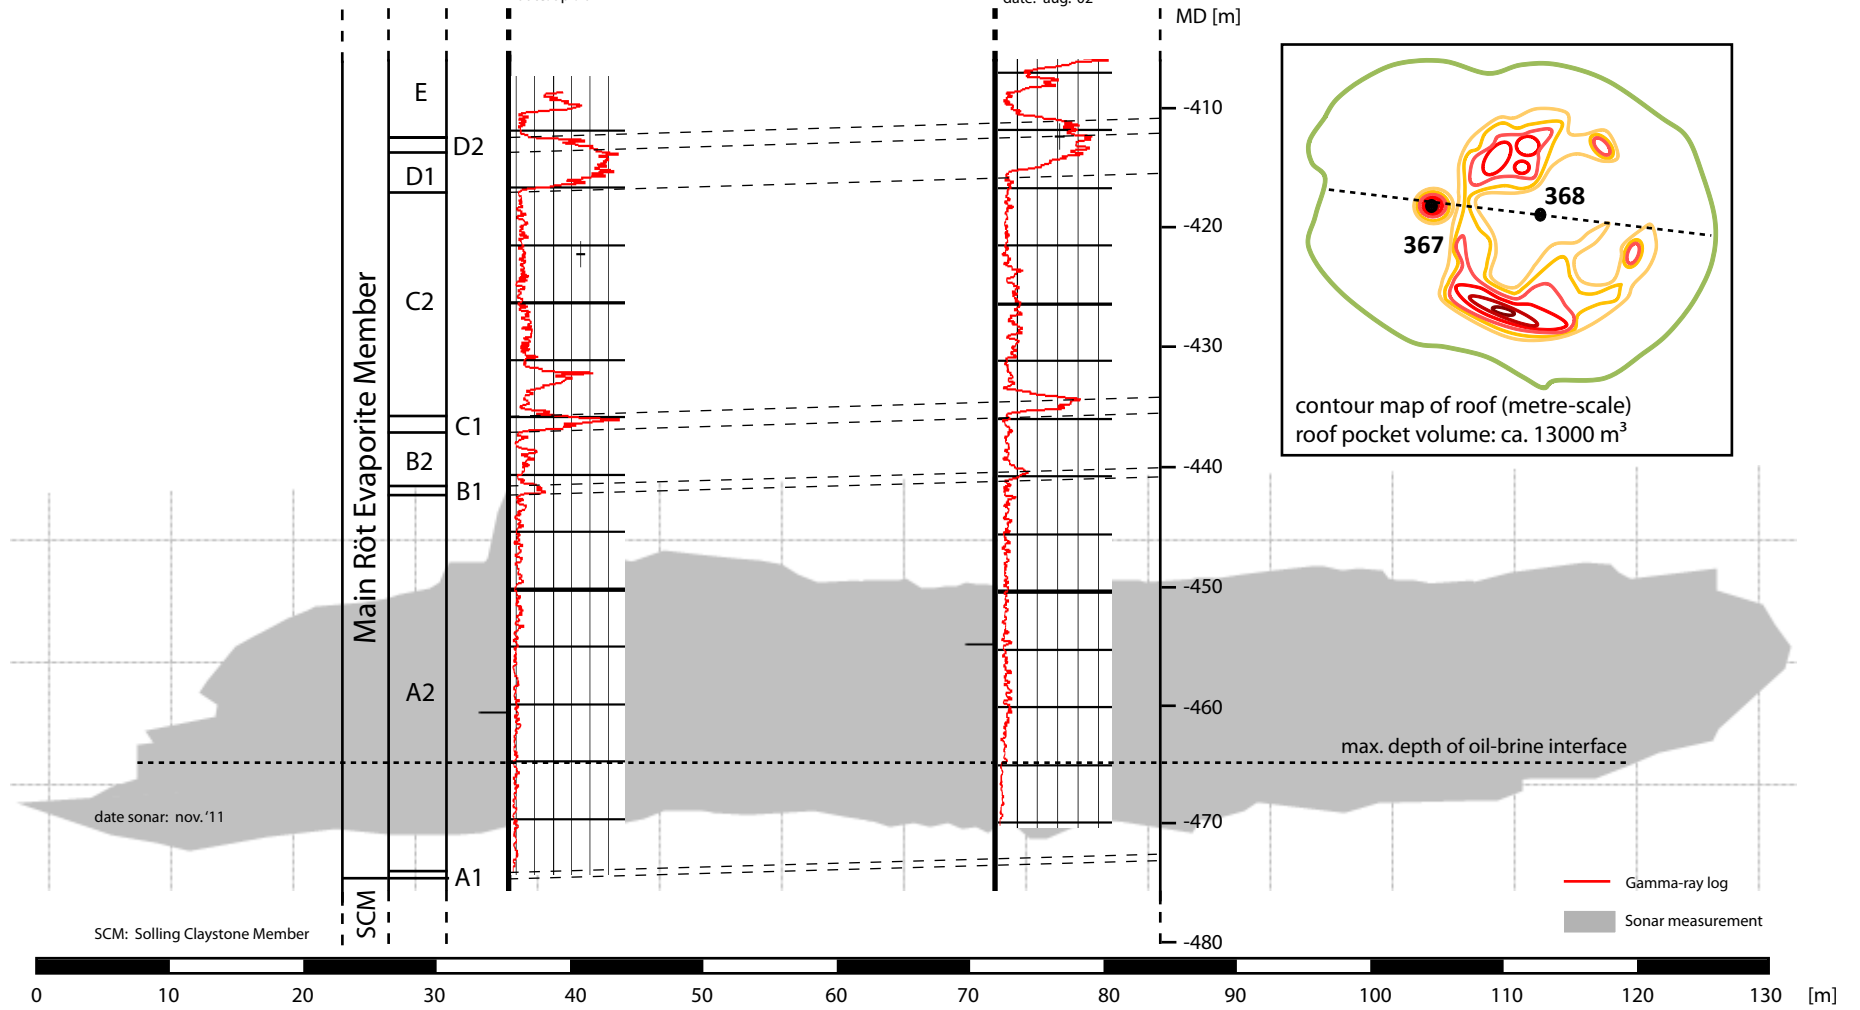 date: aug. '02
MD [m]
E
D2
D1
C2
C1
B2
B1
A2
A1
Main Röt Evaporite Member
SCM
-410
-420
-430
-440
-450
-460
-470
-480
368
367
contour map of roof (metre-scale)
roof pocket volume: ca. 13000 m³
max. depth of oil-brine interface
date sonar: nov. ‘11
Gamma-ray log
Sonar measurement
SCM: Solling Claystone Member
0 10 20 30 40 50 60 70 80 90 100 110 120 130 [m]